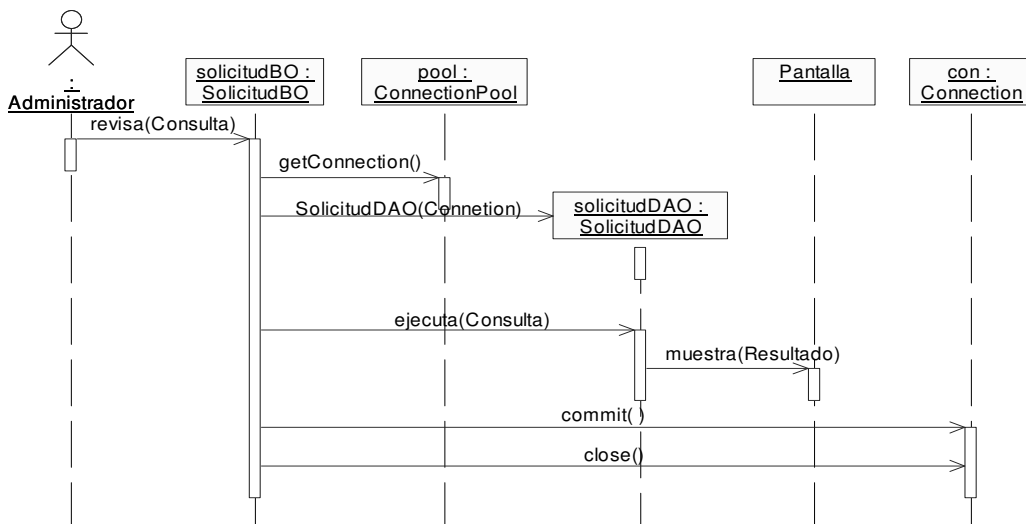 :
Administrador
solicitudBO :
SolicitudBO
pool :
ConnectionPool
Pantalla
con :
Connection
revisa(Consulta)
getConnection()
SolicitudDAO(Connetion)
solicitudDAO :
SolicitudDAO
ejecuta(Consulta)
muestra(Resultado)
commit( )
close()